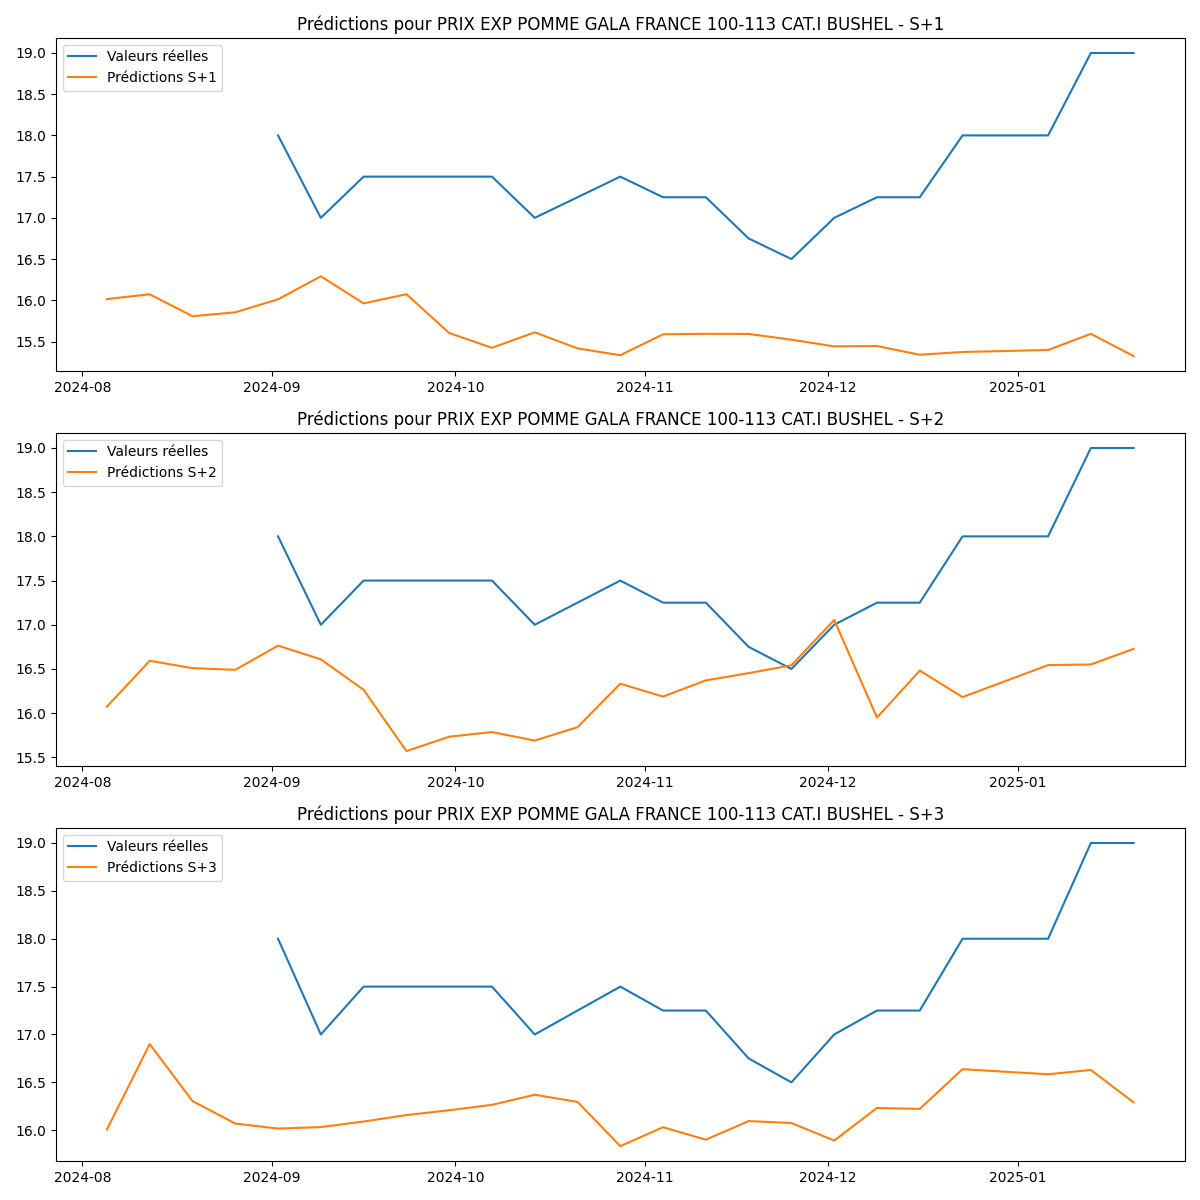 Prédictions pour PRIX EXP POMME GALA FRANCE 100-113 CAT.I BUSHEL - S+1
Valeurs réelles
Prédictions S+1
19.0
18.5
18.0
17.5
17.0
16.5
16.0
15.5
2024-08 2024-09 2024-10 2024-11 2024-12 2025-01
Prédictions pour PRIX EXP POMME GALA FRANCE 100-113 CAT.I BUSHEL - S+2
Valeurs réelles
Prédictions S+2
19.0
18.5
18.0
17.5
17.0
16.5
16.0
15.5
2024-08 2024-09 2024-10 2024-11 2024-12 2025-01
Prédictions pour PRIX EXP POMME GALA FRANCE 100-113 CAT.I BUSHEL - S+3
Valeurs réelles
Prédictions S+3
19.0
18.5
18.0
17.5
17.0
16.5
16.0
2024-08 2024-09 2024-10 2024-11 2024-12 2025-01